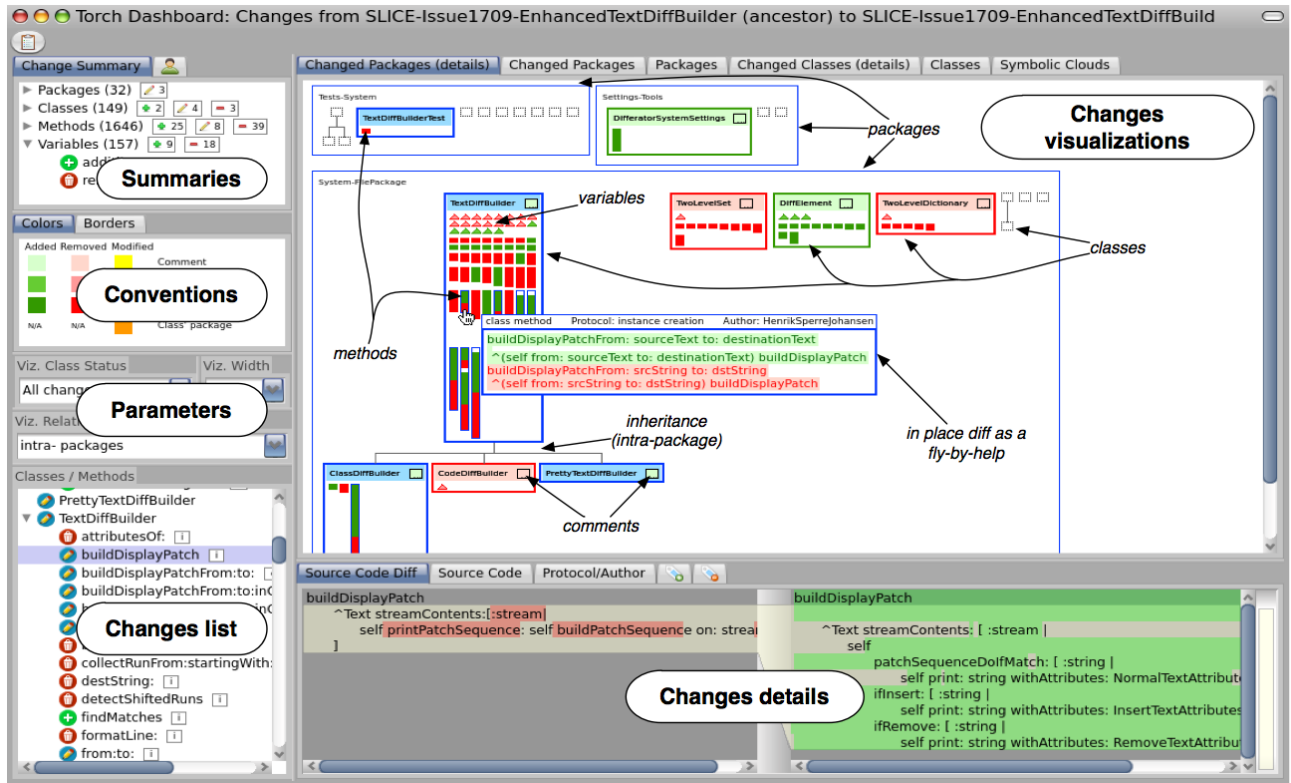 Torch Dashboard: Changes from SLICE-Issue1709-EnhancedTextDiffBuilder (ancestor) to SLICE-Issue1709-EnhancedTextDiffBuild
Change Summary
Packages (32) 3
Classes (149) 2 4 3
Methods (1646) 25 8 39
Variables (157) 9 18
Summaries
Colors Borders
Added Removed Modified
Comment
Conventions
N/A N/A Class' package
Viz. Class Status Viz. Width
All chang
Parameters
intra- packages
Classes / Methods
PrettyTextDiffBuilder
TextDiffBuilder
attributesOf:
buildDisplayPatch
buildDisplayPatchFrom:to:
buildDisplayPatchFrom:to:in
Changes list
collectRunFrom:startingWith:
destString:
detectShiftedRuns
findMatches
formatLine:
from:to:
Changed Packages (details) Changed Packages Packages Changed Classes (details) Classes Symbolic Clouds
Tests-System
TextDiffBuilderTest
Settings-Tools
DifferatorSystemSettings
packages
Changes
visualizations
System-FilePackage
TextDiffBuilder
variables
TwoLevelSet
DiffElement
TwoLevelDictionary
classes
methods
class method Protocol: instance creation Author: HenrikSperreJohansen
buildDisplayPatchFrom: sourceText to: destinationText
^(self from: sourceText to: destinationText) buildDisplayPatch
buildDisplayPatchFrom: srcString to: dstString
^(self from: srcString to: dstString) buildDisplayPatch
inheritance
(intra-package)
in place diff as a
fly-by-help
ClassDiffBuilder
CodeDiffBuilder
PrettyTextDiffBuilder
comments
Source Code Diff Source Code Protocol/Author
buildDisplayPatch
^Text streamContents:[:stream|
self printPatchSequence: self buildPatchSequence on: strea
]
Changes details
buildDisplayPatch
^Text streamContents: [ :stream |
self
patchSequenceDoIfMatch: [ :string |
self print: string withAttributes: NormalTextAttribut
ifInsert: [ :string |
self print: string withAttributes: InsertTextAttributes
ifRemove: [ :string |
self print: string withAttributes: RemoveTextAttribu